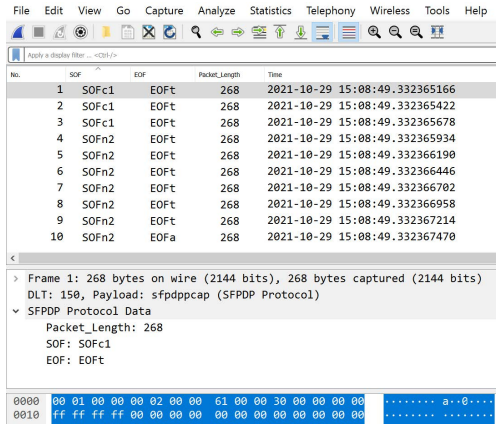 File Edit View Go Capture Analyze Statistics Telephony Wireless Tools Help
Apply a display filter ... <Ctrl-/>
No. SOF EOF Packet_Length Time
1 SOFc1 EOFt 268 2021-10-29 15:08:49.332365166
2 SOFc1 EOFt 268 2021-10-29 15:08:49.332365422
3 SOFc1 EOFt 268 2021-10-29 15:08:49.332365678
4 SOFn2 EOFt 268 2021-10-29 15:08:49.332365934
5 SOFn2 EOFt 268 2021-10-29 15:08:49.332366190
6 SOFn2 EOFt 268 2021-10-29 15:08:49.332366446
7 SOFn2 EOFt 268 2021-10-29 15:08:49.332366702
8 SOFn2 EOFt 268 2021-10-29 15:08:49.332366958
9 SOFn2 EOFt 268 2021-10-29 15:08:49.332367214
10 SOFn2 EOFa 268 2021-10-29 15:08:49.332367470
Frame 1: 268 bytes on wire (2144 bits), 268 bytes captured (2144 bits)
DLT: 150, Payload: sfpdppcap (SFPDP Protocol)
SFPDP Protocol Data
Packet_Length: 268
SOF: SOFc1
EOF: EOFt
0000 00 01 00 00 00 02 00 00 61 00 00 30 00 00 00 00 ········ a··0····
0010 ff ff ff ff 00 00 00 00 00 00 00 00 00 00 00 00 ········ ········